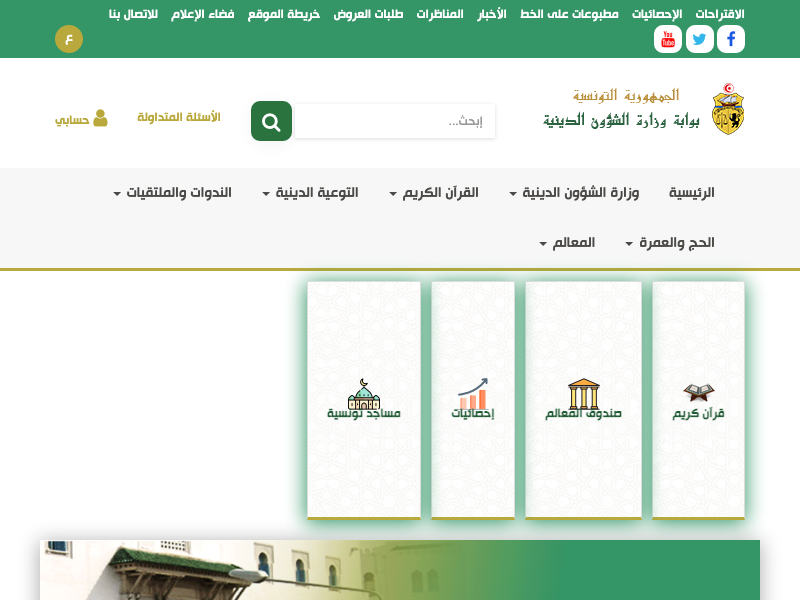 الاقتراحات الإحصائيات مطبوعات على الخط الأخبار المناظرات طلبات العروض خريطة الموقع فضاء الإعلام للاتصال بنا
You Tube
ع
الجمهورية التونسية
بوابة وزارة الشؤون الدينية
إبحث...
الأسئلة المتداولة
حسابي
الرئيسية وزارة الشؤون الدينية القرآن الكريم التوعية الدينية الندوات والملتقيات
الحج والعمرة المعالم
قرآن كريم
صندوق المعالم
إحصائيات
مساجد تونسية